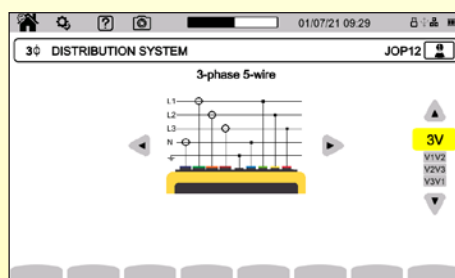 ? 01/07/21 09:29
3ϕ DISTRIBUTION SYSTEM JOP12
3-phase 5-wire
L1
L2
L3
N
3V
V1V2
V2V3
V3V1